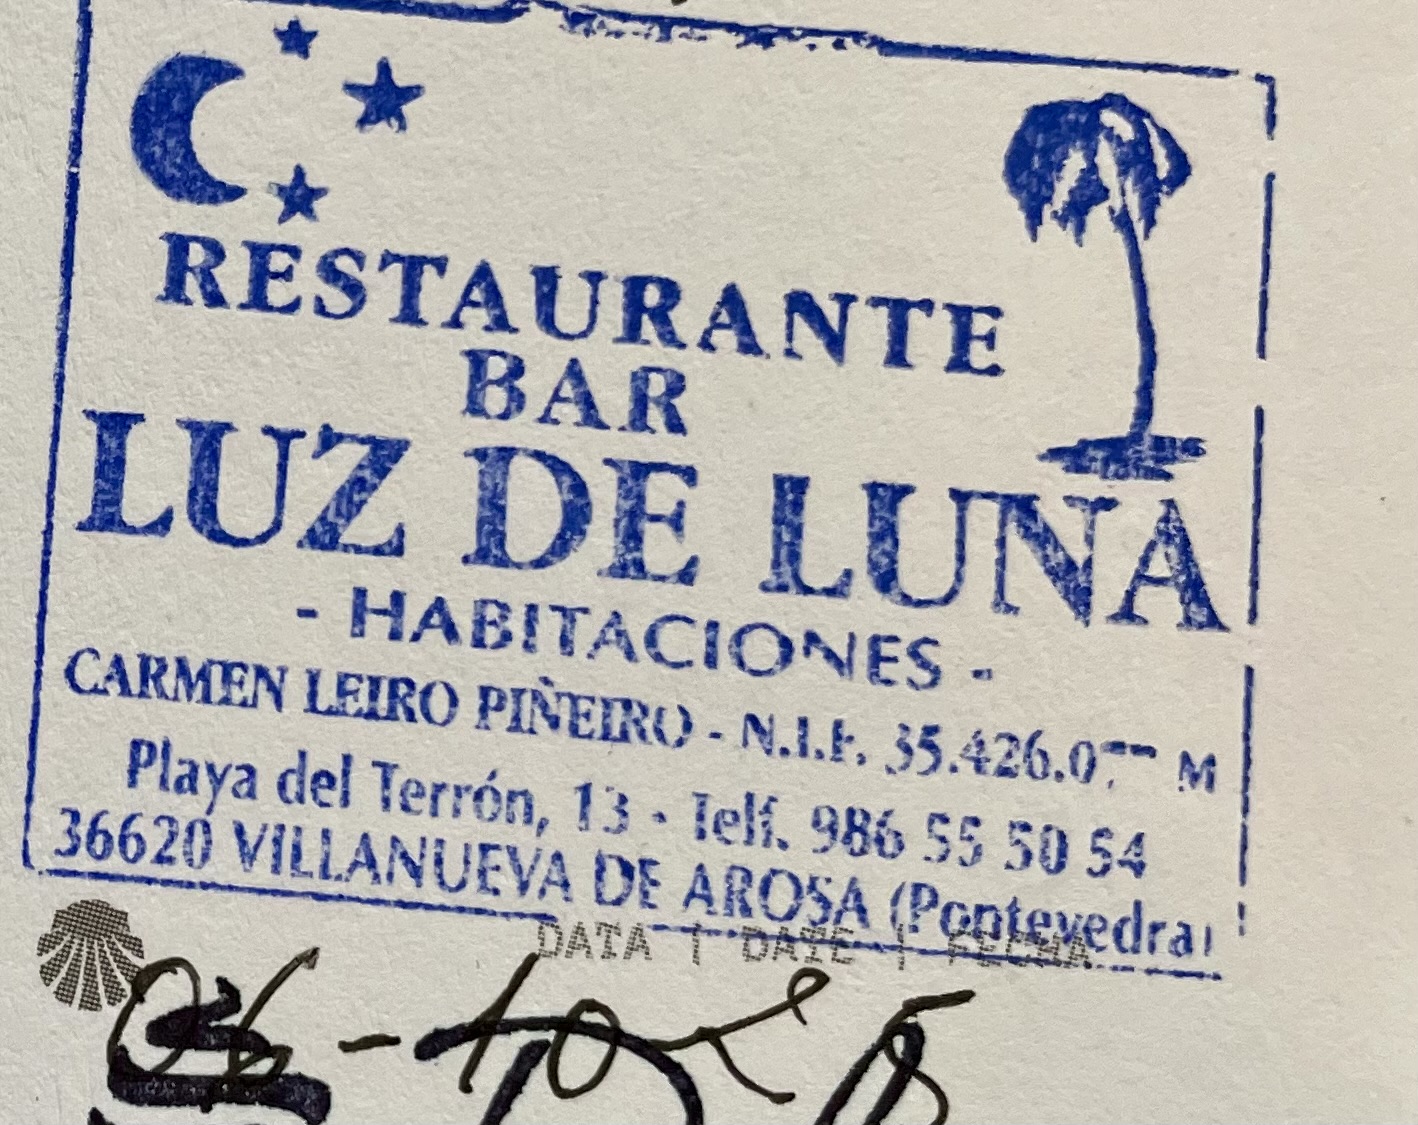 RESTAURANTE
BAR
LUZ DE LUNA
- HABITACIONES -
CARMEN LEIRO PIÑEIRO - N.I.F.
Playa del Terrón, 13 - Telf. 986 55 50 54
36620 VILLANUEVA DE AROSA (Pontevedra)
DATA | DATE | FECHA